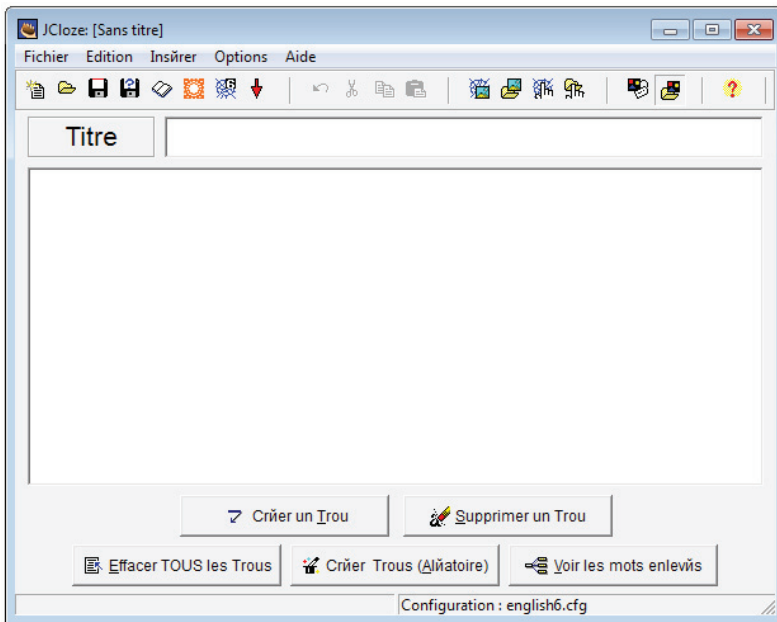 JCloze: [Sans titre]
Fichier Edition Insйrer Options Aide
Titre
Crйer un Trou
Supprimer un Trou
Effacer TOUS les Trous
Crйer Trous (Alйatoire)
Voir les mots enlevйs
Configuration : english6.cfg